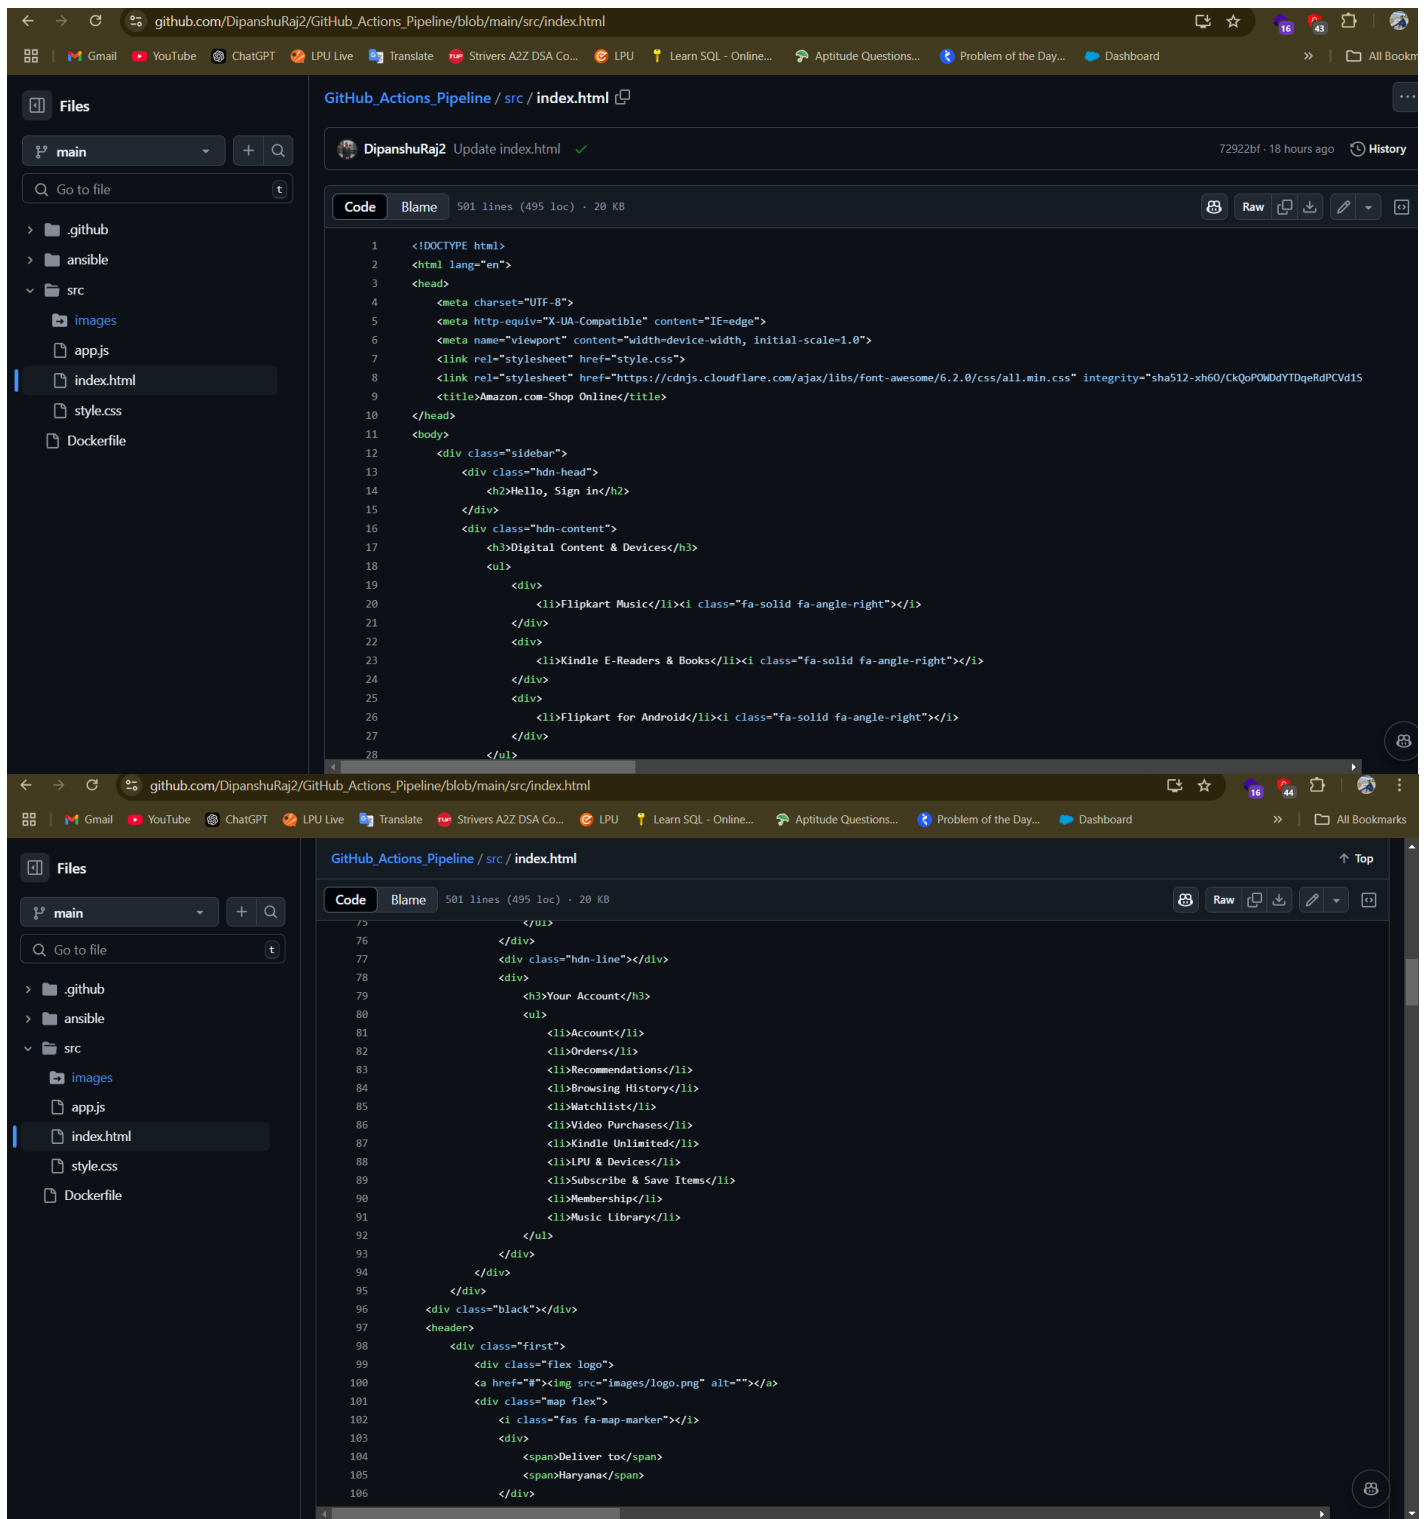 github.com/DipanshuRaj2/GitHub_Actions_Pipeline/blob/main/src/index.html
16 43
Gmail YouTube ChatGPT LPU Live Translate Strivers A2Z DSA Co... LPU Learn SQL - Online... Aptitude Questions... Problem of the Day... Dashboard » All Bookm
Files
main
Go to file t
.github
ansible
src
images
app.js
index.html
style.css
Dockerfile
GitHub_Actions_Pipeline / src / index.html
DipanshuRaj2 Update index.html 72922bf · 18 hours ago History
Code Blame 501 lines (495 loc) · 20 KB Raw
1 <!DOCTYPE html>
2 <html lang="en">
3 <head>
4 <meta charset="UTF-8">
5 <meta http-equiv="X-UA-Compatible" content="IE=edge">
6 <meta name="viewport" content="width=device-width, initial-scale=1.0">
7 <link rel="stylesheet" href="style.css">
8 <link rel="stylesheet" href="https://cdnjs.cloudflare.com/ajax/libs/font-awesome/6.2.0/css/all.min.css" integrity="sha512-xh6O/CkQoPOWDdYTDqeRdPCVd1S
9 <title>Amazon.com-Shop Online</title>
10 </head>
11 <body>
12 <div class="sidebar">
13 <div class="hdn-head">
14 <h2>Hello, Sign in</h2>
15 </div>
16 <div class="hdn-content">
17 <h3>Digital Content & Devices</h3>
18 <ul>
19 <div>
20 <li>Flipkart Music</li><i class="fa-solid fa-angle-right"></i>
21 </div>
22 <div>
23 <li>Kindle E-Readers & Books</li><i class="fa-solid fa-angle-right"></i>
24 </div>
25 <div>
26 <li>Flipkart for Android</li><i class="fa-solid fa-angle-right"></i>
27 </div>
28 </ul>
github.com/DipanshuRaj2/GitHub_Actions_Pipeline/blob/main/src/index.html
16 44
Gmail YouTube ChatGPT LPU Live Translate Strivers A2Z DSA Co... LPU Learn SQL - Online... Aptitude Questions... Problem of the Day... Dashboard » All Bookmarks
Files
main
Go to file t
.github
ansible
src
images
app.js
index.html
style.css
Dockerfile
GitHub_Actions_Pipeline / src / index.html Top
Code Blame 501 lines (495 loc) · 20 KB Raw
75 </ul>
76 </div>
77 <div class="hdn-line"></div>
78 <div>
79 <h3>Your Account</h3>
80 <ul>
81 <li>Account</li>
82 <li>Orders</li>
83 <li>Recommendations</li>
84 <li>Browsing History</li>
85 <li>Watchlist</li>
86 <li>Video Purchases</li>
87 <li>Kindle Unlimited</li>
88 <li>LPU & Devices</li>
89 <li>Subscribe & Save Items</li>
90 <li>Membership</li>
91 <li>Music Library</li>
92 </ul>
93 </div>
94 </div>
95 </div>
96 <div class="black"></div>
97 <header>
98 <div class="first">
99 <div class="flex logo">
100 <a href="#"><img src="images/logo.png" alt=""></a>
101 <div class="map flex">
102 <i class="fas fa-map-marker"></i>
103 <div>
104 <span>Deliver to</span>
105 <span>Haryana</span>
106 </div>